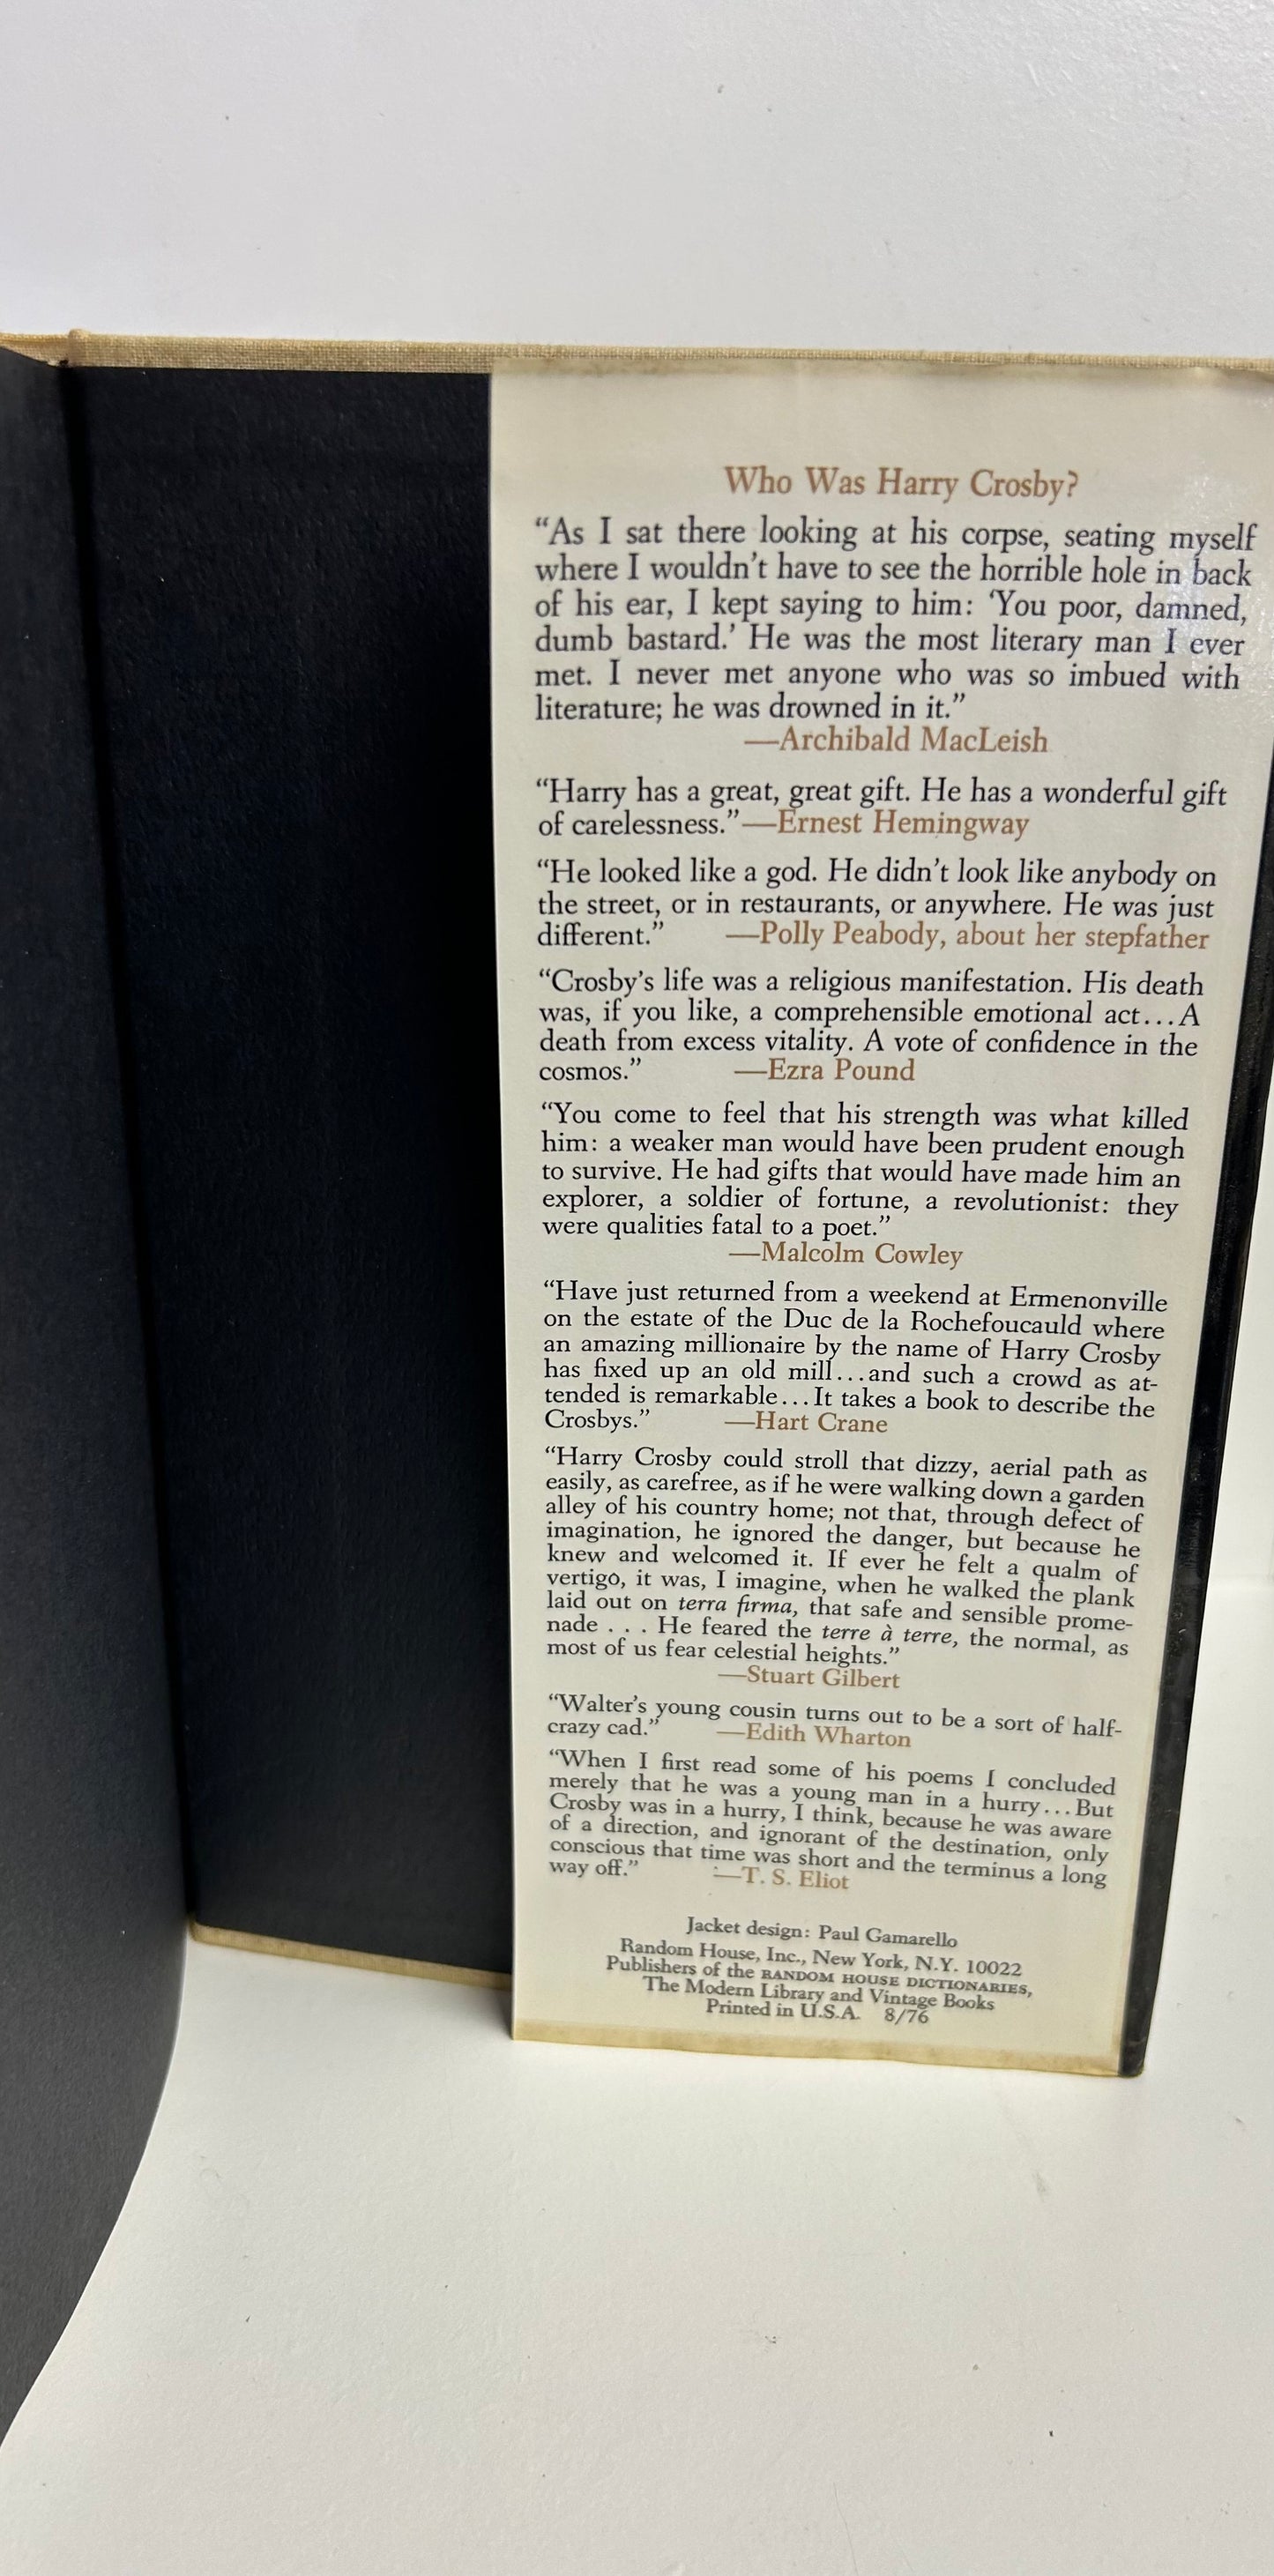 Who Was Harry Crosby?
“As I sat there looking at his corpse, seating myself
where I wouldn’t have to see the horrible hole in back
of his ear, I kept saying to him: ‘You poor, damned,
dumb bastard.’ He was the most literary man I ever
met. I never met anyone who was so imbued with
literature; he was drowned in it.”
—Archibald MacLeish
“Harry has a great, great gift. He has a wonderful gift
of carelessness.”—Ernest Hemingway
“He looked like a god. He didn’t look like anybody on
the street, or in restaurants, or anywhere. He was just
different.” —Polly Peabody, about her stepfather
“Crosby’s life was a religious manifestation. His death
was, if you like, a comprehensible emotional act...A
death from excess vitality. A vote of confidence in the
cosmos.” —Ezra Pound
“You come to feel that his strength was what killed
him: a weaker man would have been prudent enough
to survive. He had gifts that would have made him an
explorer, a soldier of fortune, a revolutionist: they
were qualities fatal to a poet.”
—Malcolm Cowley
“Have just returned from a weekend at Ermenonville
on the estate of the Duc de la Rochefoucauld where
an amazing millionaire by the name of Harry Crosby
has fixed up an old mill...and such a crowd as at-
tended is remarkable...It takes a book to describe the
Crosbys.” —Hart Crane
“Harry Crosby could stroll that dizzy, aerial path as
easily, as carefree, as if he were walking down a garden
alley of his country home; not that, through defect of
imagination, he ignored the danger, but because he
knew and welcomed it. If ever he felt a qualm of
vertigo, it was, I imagine, when he walked the plank
laid out on terra firma, that safe and sensible prome-
nade . . . He feared the terre à terre, the normal, as
most of us fear celestial heights.”
—Stuart Gilbert
“Walter’s young cousin turns out to be a sort of half-
crazy cad.” —Edith Wharton
“When I first read some of his poems I concluded
merely that he was a young man in a hurry...But
Crosby was in a hurry, I think, because he was aware
of a direction, and ignorant of the destination, only
conscious that time was short and the terminus a long
way off.” —T. S. Eliot
Jacket design: Paul Gamarello
Random House, Inc., New York, N.Y. 10022
Publishers of the RANDOM HOUSE DICTIONARIES,
The Modern Library and Vintage Books
Printed in U.S.A. 8/76